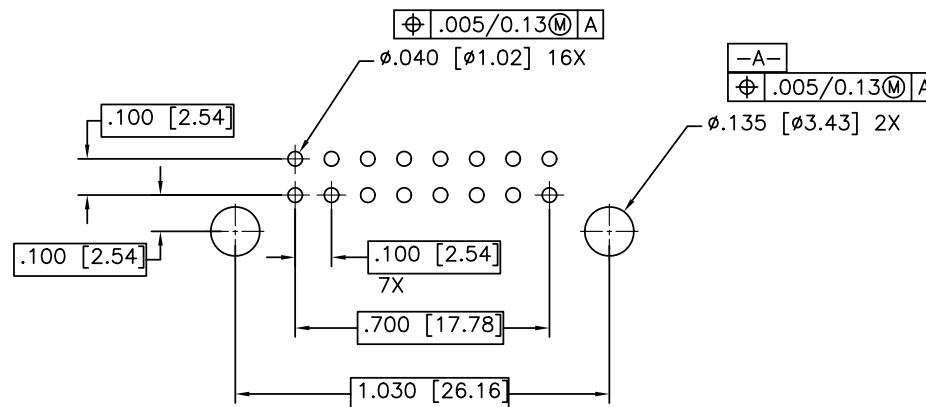 ⌖ .005/0.13Ⓜ A
ø.040 [ø1.02] 16X
-A-
⌖ .005/0.13Ⓜ A
ø.135 [ø3.43] 2X
.100 [2.54]
.100 [2.54]
.100 [2.54]
7X
.700 [17.78]
1.030 [26.16]